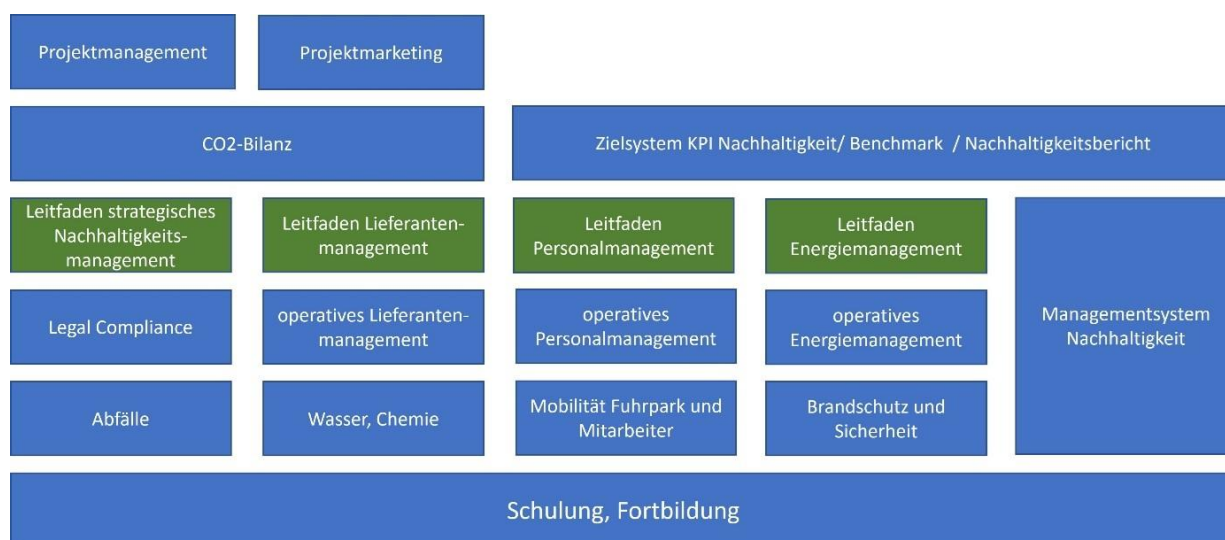 Projektmanagement
Projektmarketing
CO2-Bilanz
Zielsystem KPI Nachhaltigkeit/ Benchmark  / Nachhaltigkeitsbericht
Leitfaden strategisches
Nachhaltigkeits-
management
Leitfaden Lieferanten-
management
Leitfaden
Personalmanagement
Leitfaden
Energiemanagement
Managementsystem
Nachhaltigkeit
Legal Compliance
operatives Lieferanten-
management
operatives
Personalmanagement
operatives
Energiemanagement
Abfälle
Wasser, Chemie
Mobilität Fuhrpark und
Mitarbeiter
Brandschutz und
Sicherheit
Schulung, Fortbildung